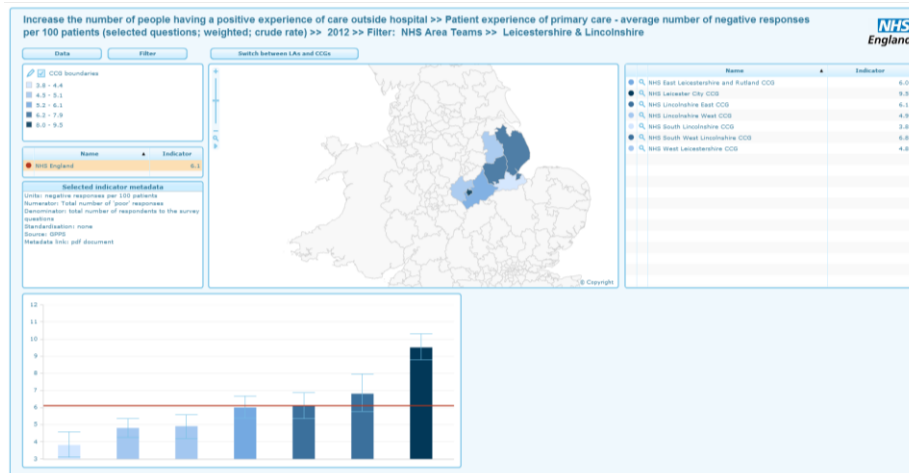 Increase the number of people having a positive experience of care outside hospital >> Patient experience of primary care - average number of negative responses
per 100 patients (selected questions; weighted; crude rate) >> 2012 >> Filter: NHS Area Teams >> Leicestershire & Lincolnshire
NHS
England
Data
Filter
Switch between LAs and CCGs
CCG boundaries
3.8 - 4.4
4.5 - 5.1
5.2 - 6.1
6.2 - 7.9
8.0 - 9.5
Name ▲ Indicator
NHS England 6.1
Selected indicator metadata
Units: negative responses per 100 patients
Numerator: Total number of 'poor' responses
Denominator: total number of respondents to the survey
questions
Standardisation: none
Source: GPPS
Metadata link: pdf document
© Copyright
Name ▲ Indicator
NHS East Leicestershire and Rutland CCG 6.0
NHS Leicester City CCG 9.5
NHS Lincolnshire East CCG 6.1
NHS Lincolnshire West CCG 4.9
NHS South Lincolnshire CCG 3.8
NHS South West Lincolnshire CCG 6.8
NHS West Leicestershire CCG 4.8
12
11
10
9
8
7
6
5
4
3